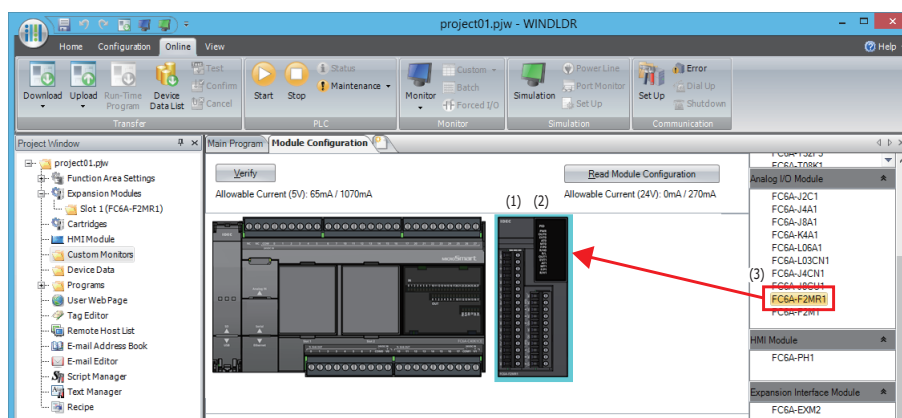 project01.pjw - WINDLDR
Home Configuration Online View Help
Download Upload Run-Time Program Device Data List Test Confirm Cancel
Start Stop Status Maintenance
Monitor Custom Batch Forced I/O
Simulation Power Line Port Monitor Set Up
Set Up Error Dial Up Shutdown
Transfer PLC Monitor Simulation Communication
Project Window
project01.pjw
Function Area Settings
Expansion Modules
Slot 1 (FC6A-F2MR1)
Cartridges
HMI Module
Custom Monitors
Device Data
Programs
User Web Page
Tag Editor
Remote Host List
E-mail Address Book
E-mail Editor
Script Manager
Text Manager
Recipe
Main Program Module Configuration
Verify Read Module Configuration
Allowable Current (5V): 65mA / 1070mA Allowable Current (24V): 0mA / 270mA
(1) (2)
(3)
FC6A-T08K1
Analog I/O Module
FC6A-J2C1
FC6A-J4A1
FC6A-J8A1
FC6A-K4A1
FC6A-L06A1
FC6A-L03CN1
FC6A-J4CN1
FC6A-J8CU1
FC6A-F2MR1
FC6A-F2M1
HMI Module
FC6A-PH1
Expansion Interface Module
FC6A-EXM2